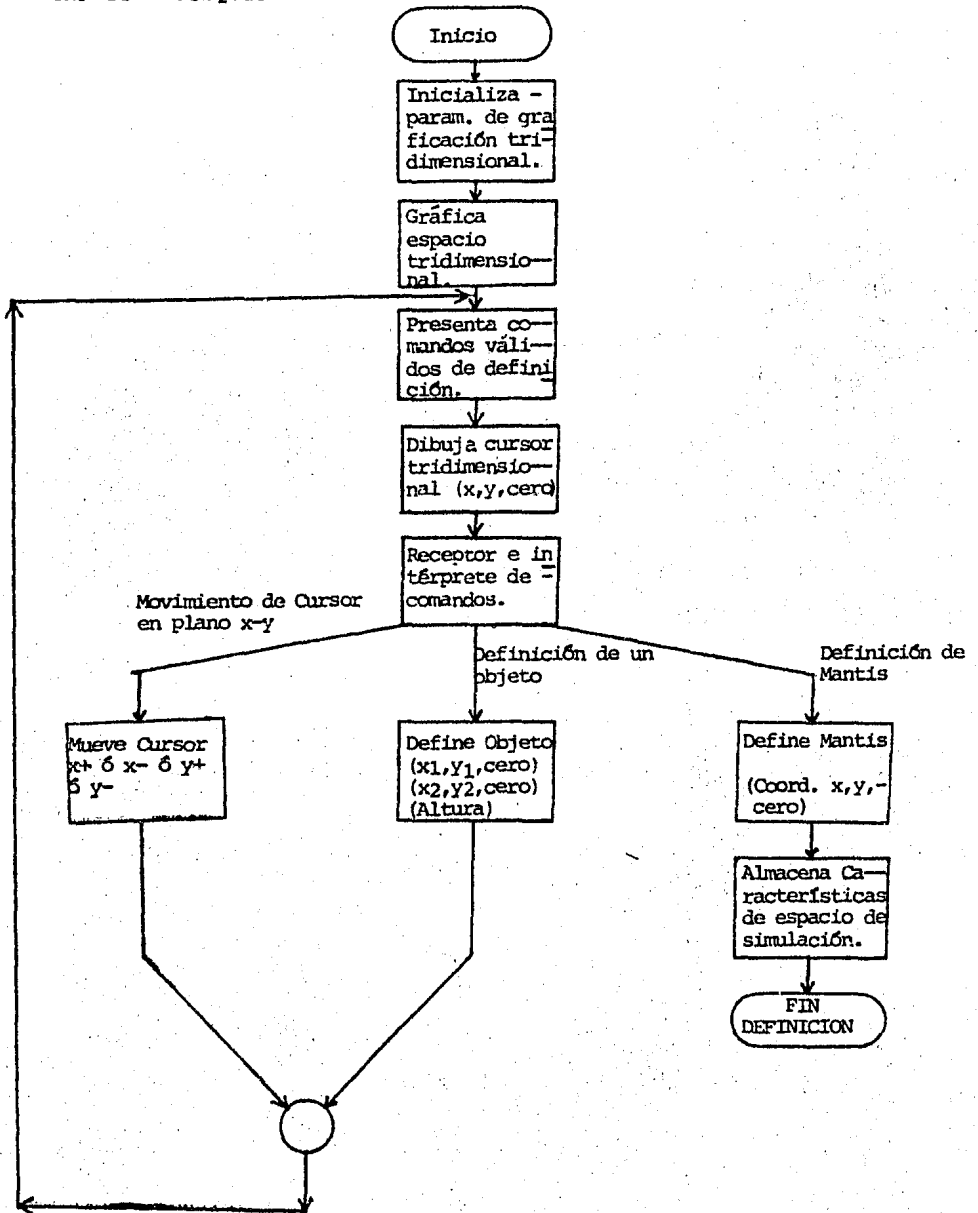 Inicio
Inicializa -
param. de gra
ficación tri-
dimensional.
Gráfica
espacio
tridimensio—
nal.
Presenta co—
mandos váli—
dos de defini
ción.
Dibuja cursor
tridimensio—
nal (x,y,cero)
Receptor e in
térprete de -
comandos.
Movimiento de Cursor
en plano x-y
Definición de un
objeto
Definición de
Mantis
Mueve Cursor
x+ ó x- ó y+
ó y-
Define Objeto
(x1,y1,cero)
(x2,y2,cero)
(Altura)
Define Mantis
(Coord. x,y,-
cero)
Almacena Ca—
racterísticas
de espacio de
simulación.
FIN
DEFINICION